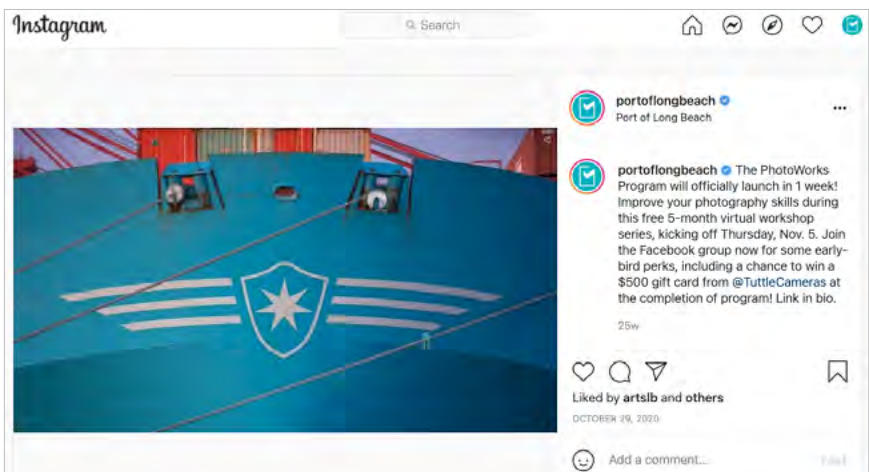 Instagram
Search
portoflongbeach
Port of Long Beach
portoflongbeach The PhotoWorks
Program will officially launch in 1 week!
Improve your photography skills during
this free 5-month virtual workshop
series, kicking off Thursday, Nov. 5. Join
the Facebook group now for some early-
bird perks, including a chance to win a
$500 gift card from @TuttleCameras at
the completion of program! Link in bio.
25w
Liked by artslb and others
OCTOBER 29, 2020
Add a comment...